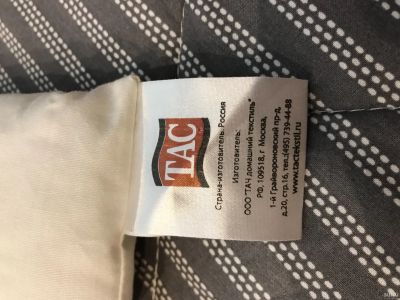 TAC
Страна-изготовитель: Россия
Изготовитель:
ООО "ТАЧ домашний текстиль"
РФ, 109518, г Москва,
1-й Грайвороновский пр-д,
д.20, стр.16, тел.:(495) 739-44-88
www.tactekstil.ru